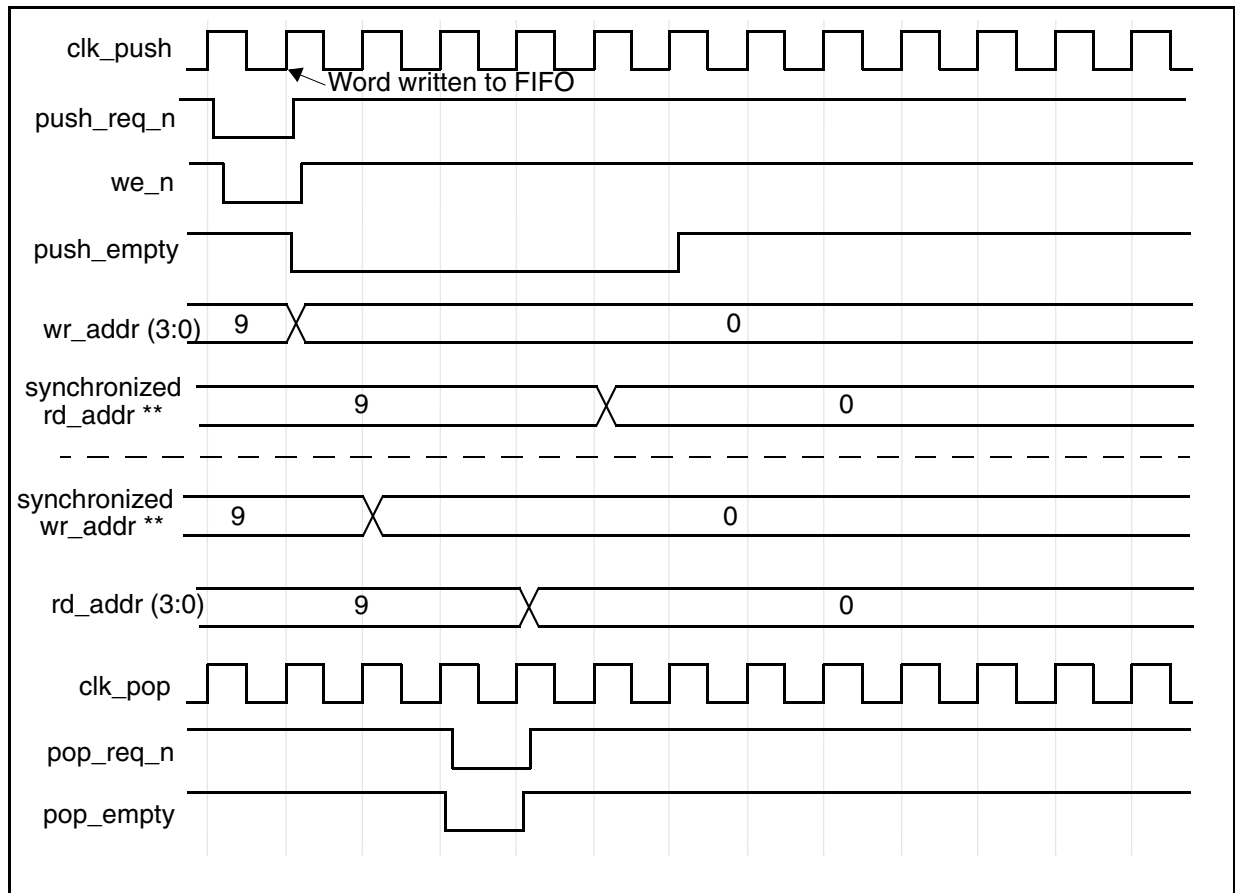 clk_push
Word written to FIFO
push_req_n
we_n
push_empty
wr_addr (3:0)
9
0
synchronized
rd_addr **
9
0
synchronized
wr_addr **
9
0
rd_addr (3:0)
9
0
clk_pop
pop_req_n
pop_empty